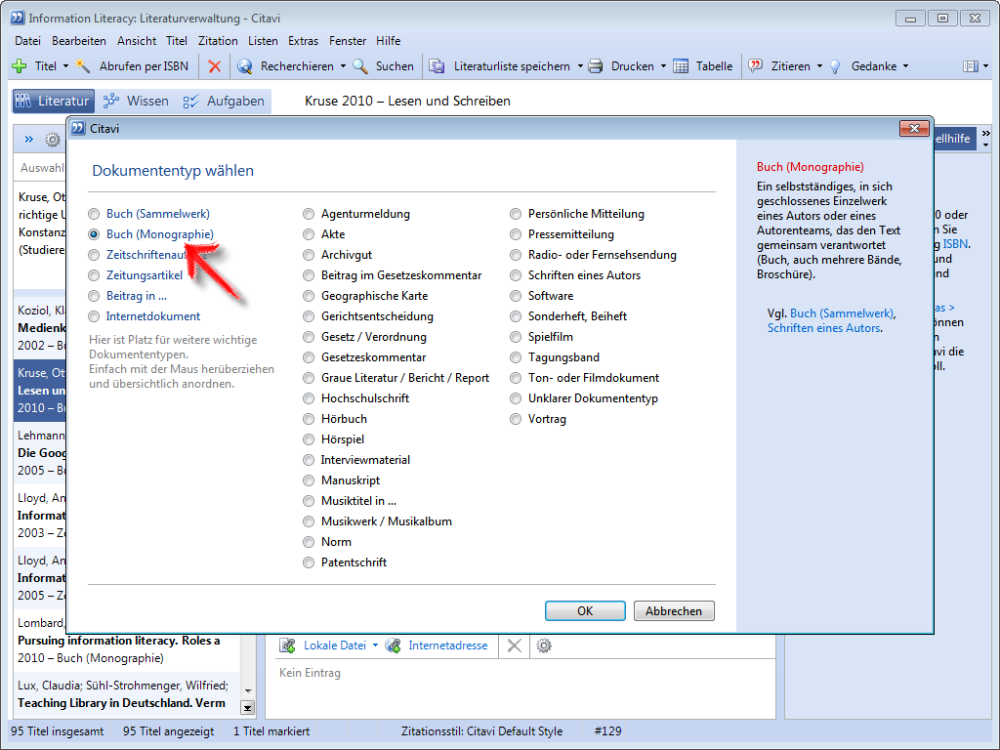 Information Literacy: Literaturverwaltung - Citavi
Datei Bearbeiten Ansicht Titel Zitation Listen Extras Fenster Hilfe
Titel Abrufen per ISBN Recherchieren Suchen Literaturliste speichern Drucken Tabelle Zitieren Gedanke
Literatur Wissen Aufgaben Kruse 2010 – Lesen und Schreiben
Citavi
Auswahl
Kruse, Ot
richtige U
Konstanz
(Studiere
Koziol, Kl
Medienk
2002 – Bu
Kruse, Ot
Lesen un
2010 – Bu
Lehmann
Die Goog
2005 – Bu
Lloyd, An
Informat
2003 – Ze
Lloyd, An
Informat
2005 – Ze
Lombard,
Pursuing information literacy. Roles a
2010 – Buch (Monographie)
Lux, Claudia; Sühl-Strohmenger, Wilfried;
Teaching Library in Deutschland. Verm
Dokumententyp wählen
Buch (Sammelwerk)
Buch (Monographie)
Zeitschriftenau
Zeitungsartikel
Beitrag in ...
Internetdokument
Hier ist Platz für weitere wichtige
Dokumententypen.
Einfach mit der Maus herüberziehen
und übersichtlich anordnen.
Agenturmeldung
Akte
Archivgut
Beitrag im Gesetzeskommentar
Geographische Karte
Gerichtsentscheidung
Gesetz / Verordnung
Gesetzeskommentar
Graue Literatur / Bericht / Report
Hochschulschrift
Hörbuch
Hörspiel
Interviewmaterial
Manuskript
Musiktitel in ...
Musikwerk / Musikalbum
Norm
Patentschrift
Persönliche Mitteilung
Pressemitteilung
Radio- oder Fernsehsendung
Schriften eines Autors
Software
Sonderheft, Beiheft
Spielfilm
Tagungsband
Ton- oder Filmdokument
Unklarer Dokumententyp
Vortrag
OK Abbrechen
Buch (Monographie)
Ein selbstständiges, in sich
geschlossenes Einzelwerk
eines Autors oder eines
Autorenteams, das den Text
gemeinsam verantwortet
(Buch, auch mehrere Bände,
Broschüre).
Vgl. Buch (Sammelwerk),
Schriften eines Autors.
ellhilfe
0 oder
n Sie
g ISBN.
und
und
as >
önnen
n
avi die
oll.
Lokale Datei Internetadresse
Kein Eintrag
95 Titel insgesamt 95 Titel angezeigt 1 Titel markiert Zitationsstil: Citavi Default Style #129